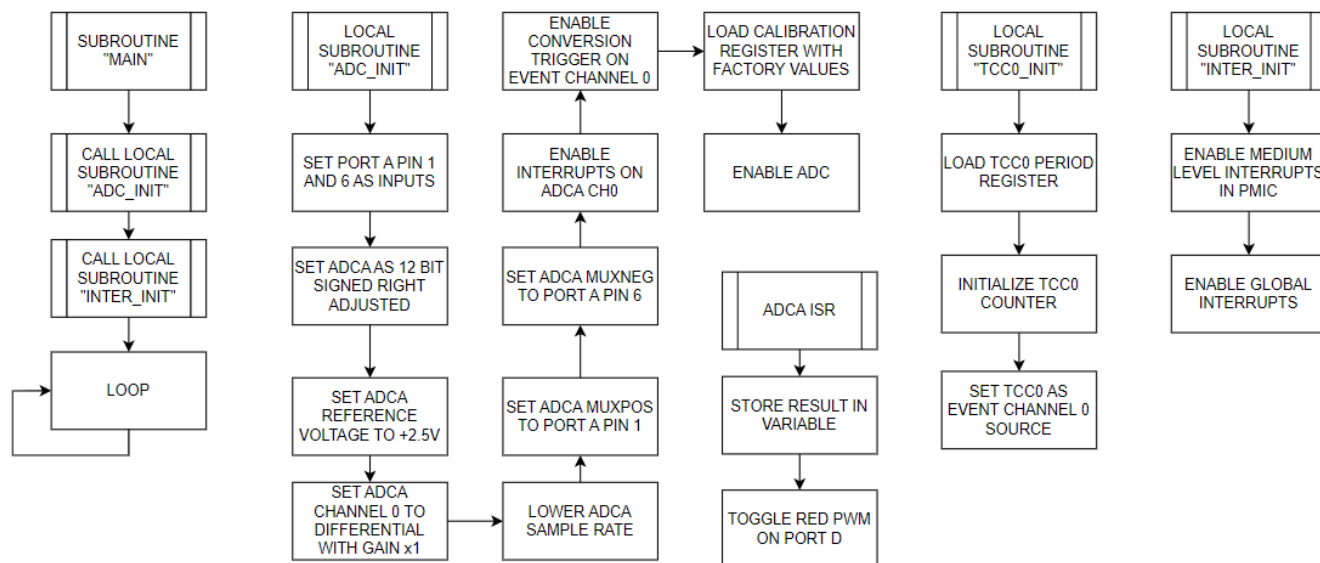 SUBROUTINE
"MAIN"
CALL LOCAL
SUBROUTINE
"ADC_INIT"
CALL LOCAL
SUBROUTINE
"INTER_INIT"
LOOP
LOCAL
SUBROUTINE
"ADC_INIT"
SET PORT A PIN 1
AND 6 AS INPUTS
SET ADCA AS 12 BIT
SIGNED RIGHT
ADJUSTED
SET ADCA
REFERENCE
VOLTAGE TO +2.5V
SET ADCA
CHANNEL 0 TO
DIFFERENTIAL
WITH GAIN x1
LOWER ADCA
SAMPLE RATE
SET ADCA MUXPOS
TO PORT A PIN 1
SET ADCA MUXNEG
TO PORT A PIN 6
ENABLE
INTERRUPTS ON
ADCA CH0
ENABLE
CONVERSION
TRIGGER ON
EVENT CHANNEL 0
LOAD CALIBRATION
REGISTER WITH
FACTORY VALUES
ENABLE ADC
ADCA ISR
STORE RESULT IN
VARIABLE
TOGGLE RED PWM
ON PORT D
LOCAL
SUBROUTINE
"TCC0_INIT"
LOAD TCC0 PERIOD
REGISTER
INITIALIZE TCC0
COUNTER
SET TCC0 AS
EVENT CHANNEL 0
SOURCE
LOCAL
SUBROUTINE
"INTER_INIT"
ENABLE MEDIUM
LEVEL INTERRUPTS
IN PMIC
ENABLE GLOBAL
INTERRUPTS